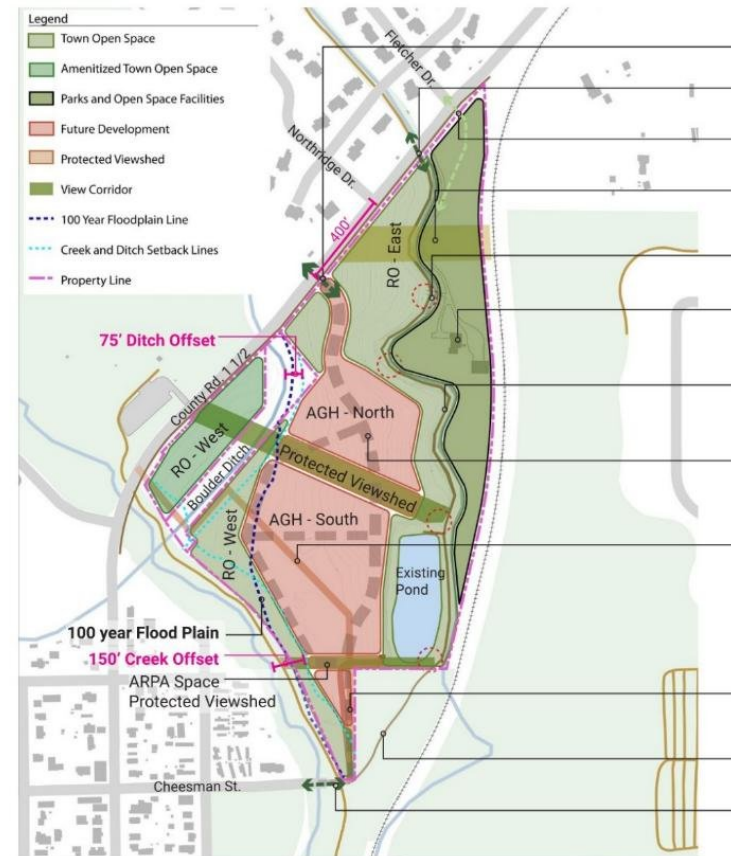 Legend
Town Open Space
Amenitized Town Open Space
Parks and Open Space Facilities
Future Development
Protected Viewshed
View Corridor
100 Year Floodplain Line
Creek and Ditch Setback Lines
Property Line
Fletcher Dr.
Northridge Dr.
400'
RO - East
75' Ditch Offset
County Rd. 1 1/2
RO - West
Boulder Ditch
AGH - North
Protected Viewshed
AGH - South
RO - West
Existing
Pond
100 year Flood Plain
150' Creek Offset
ARPA Space
Protected Viewshed
Cheesman St.